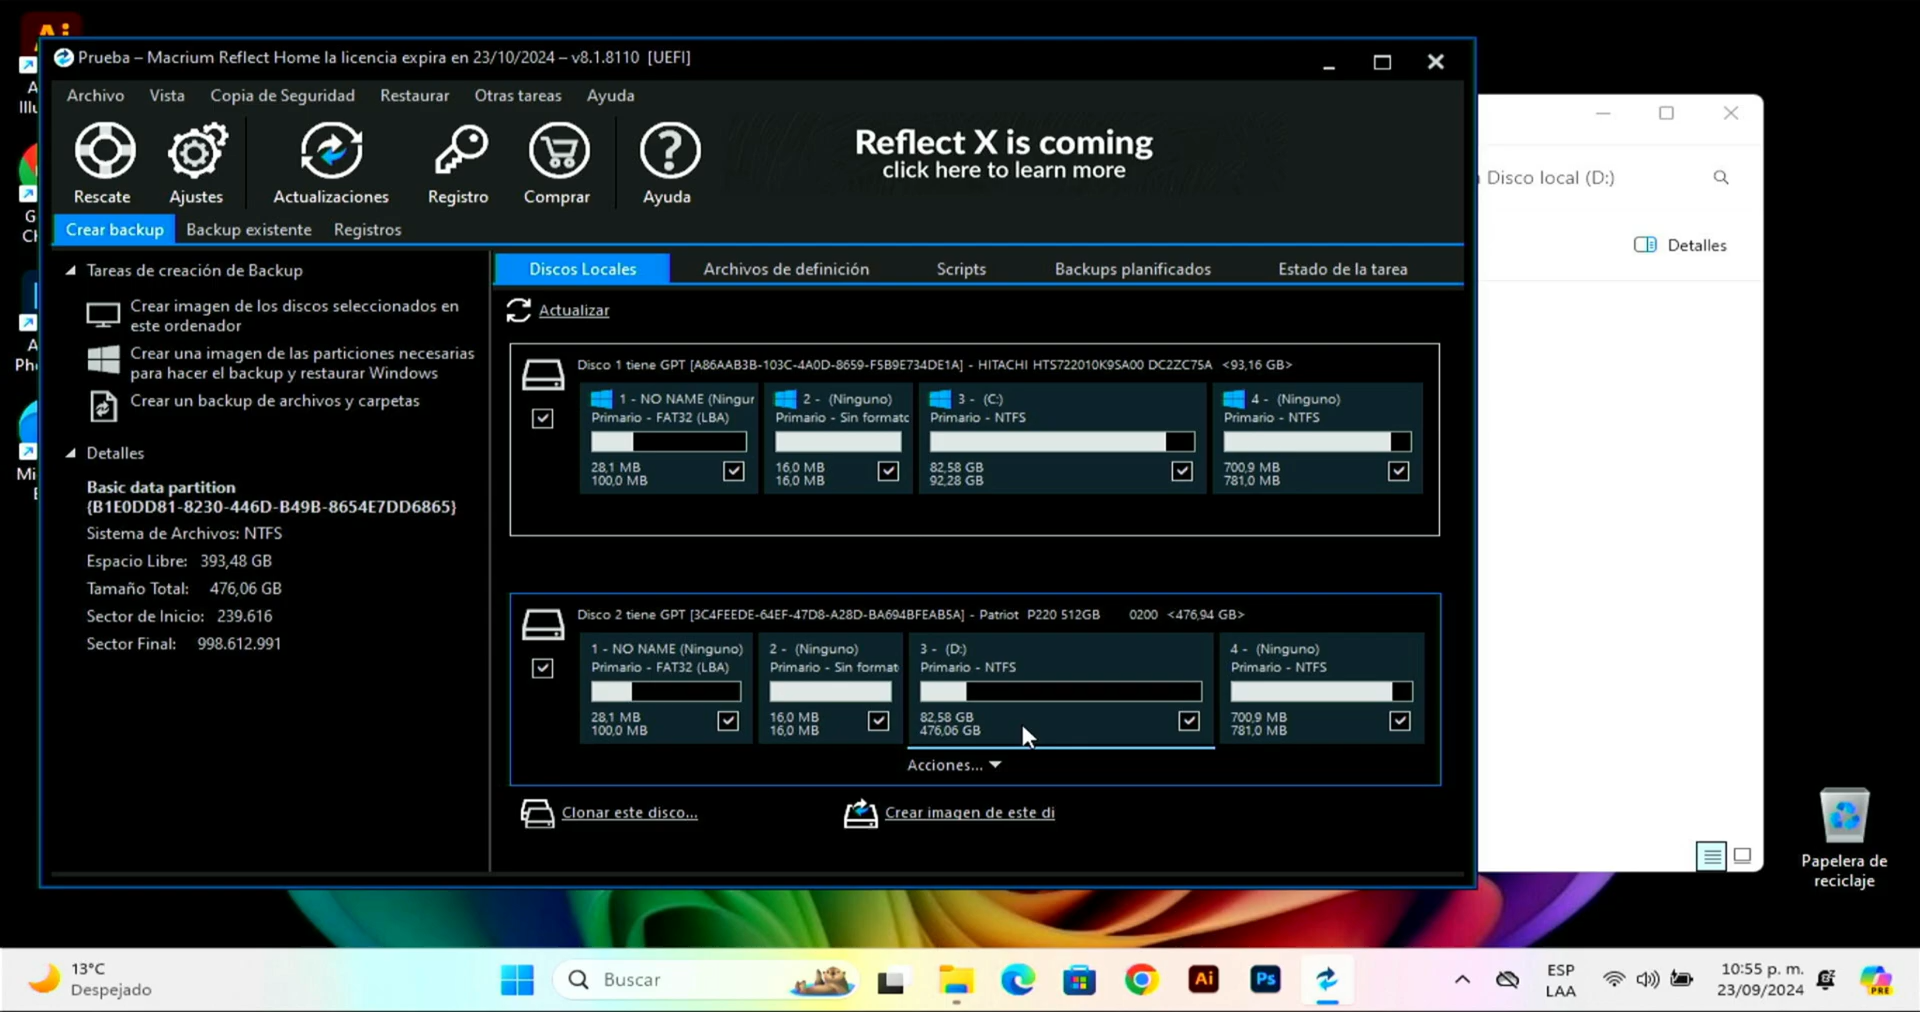 Prueba – Macrium Reflect Home la licencia expira en 23/10/2024 – v8.1.8110 [UEFI]
Archivo Vista Copia de Seguridad Restaurar Otras tareas Ayuda
Rescate Ajustes Actualizaciones Registro Comprar Ayuda
Reflect X is coming
click here to learn more
Crear backup Backup existente Registros
Tareas de creación de Backup
Crear imagen de los discos seleccionados en
este ordenador
Crear una imagen de las particiones necesarias
para hacer el backup y restaurar Windows
Crear un backup de archivos y carpetas
Detalles
Basic data partition
{B1E0DD81-8230-446D-B49B-8654E7DD6865}
Sistema de Archivos: NTFS
Espacio Libre: 393,48 GB
Tamaño Total: 476,06 GB
Sector de Inicio: 239.616
Sector Final: 998.612.991
Discos Locales Archivos de definición Scripts Backups planificados Estado de la tarea
Actualizar
Disco 1 tiene GPT [A86AAB3B-103C-4A0D-8659-F5B9E734DE1A] - HITACHI HTS722010K9SA00 DC2ZC75A <93,16 GB>
1 - NO NAME (Ningur
Primario - FAT32 (LBA)
28,1 MB
100,0 MB
2 - (Ninguno)
Primario - Sin formato
16,0 MB
16,0 MB
3 - (C:)
Primario - NTFS
82,58 GB
92,28 GB
4 - (Ninguno)
Primario - NTFS
700,9 MB
781,0 MB
Disco 2 tiene GPT [3C4FEEDE-64EF-47D8-A28D-BA694BFEAB5A] - Patriot P220 512GB 0200 <476,94 GB>
1 - NO NAME (Ninguno)
Primario - FAT32 (LBA)
28,1 MB
100,0 MB
2 - (Ninguno)
Primario - Sin format
16,0 MB
16,0 MB
3 - (D:)
Primario - NTFS
82,58 GB
476,06 GB
4 - (Ninguno)
Primario - NTFS
700,9 MB
781,0 MB
Acciones...
Clonar este disco... Crear imagen de este di
Disco local (D:)
Detalles
Ai
A
Illu
G
Ch
A
Pho
Mi
E
Papelera de
reciclaje
13°C
Despejado
Buscar
Ai
Ps
ESP
LAA
10:55 p. m.
23/09/2024
PRE